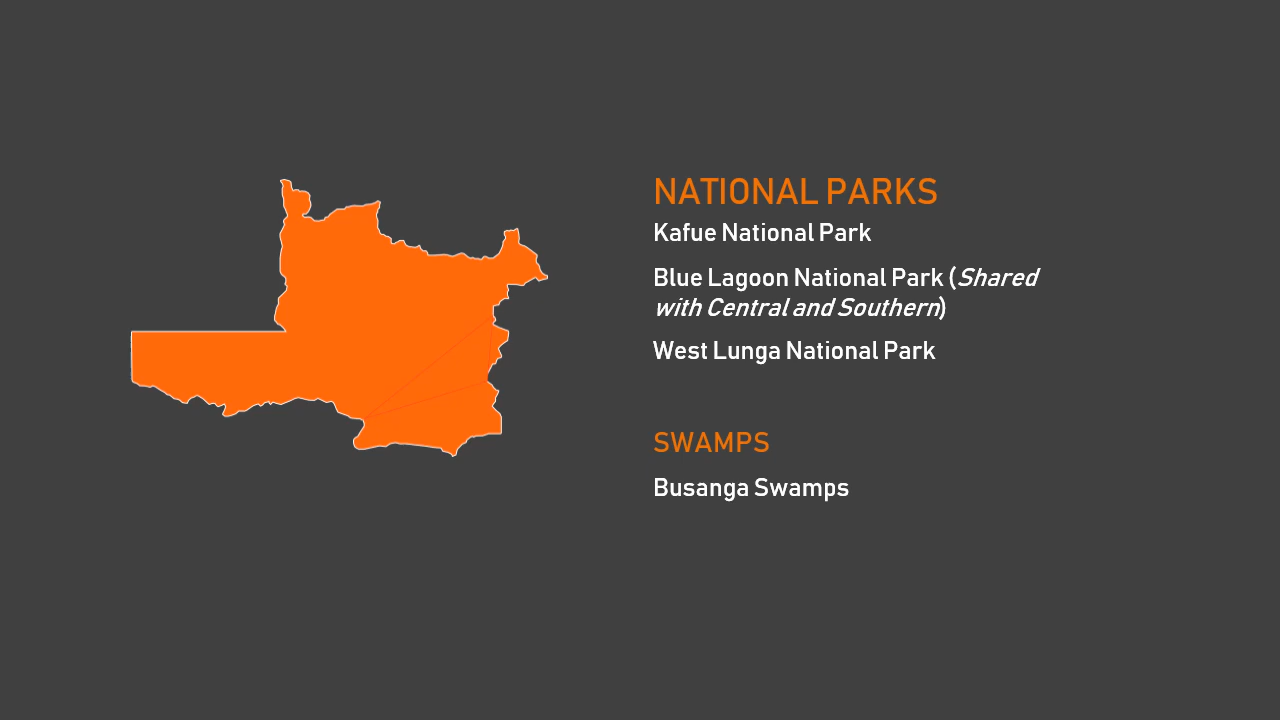 NATIONAL PARKS
Kafue National Park
Blue Lagoon National Park (Shared
with Central and Southern)
West Lunga National Park
SWAMPS
Busanga Swamps